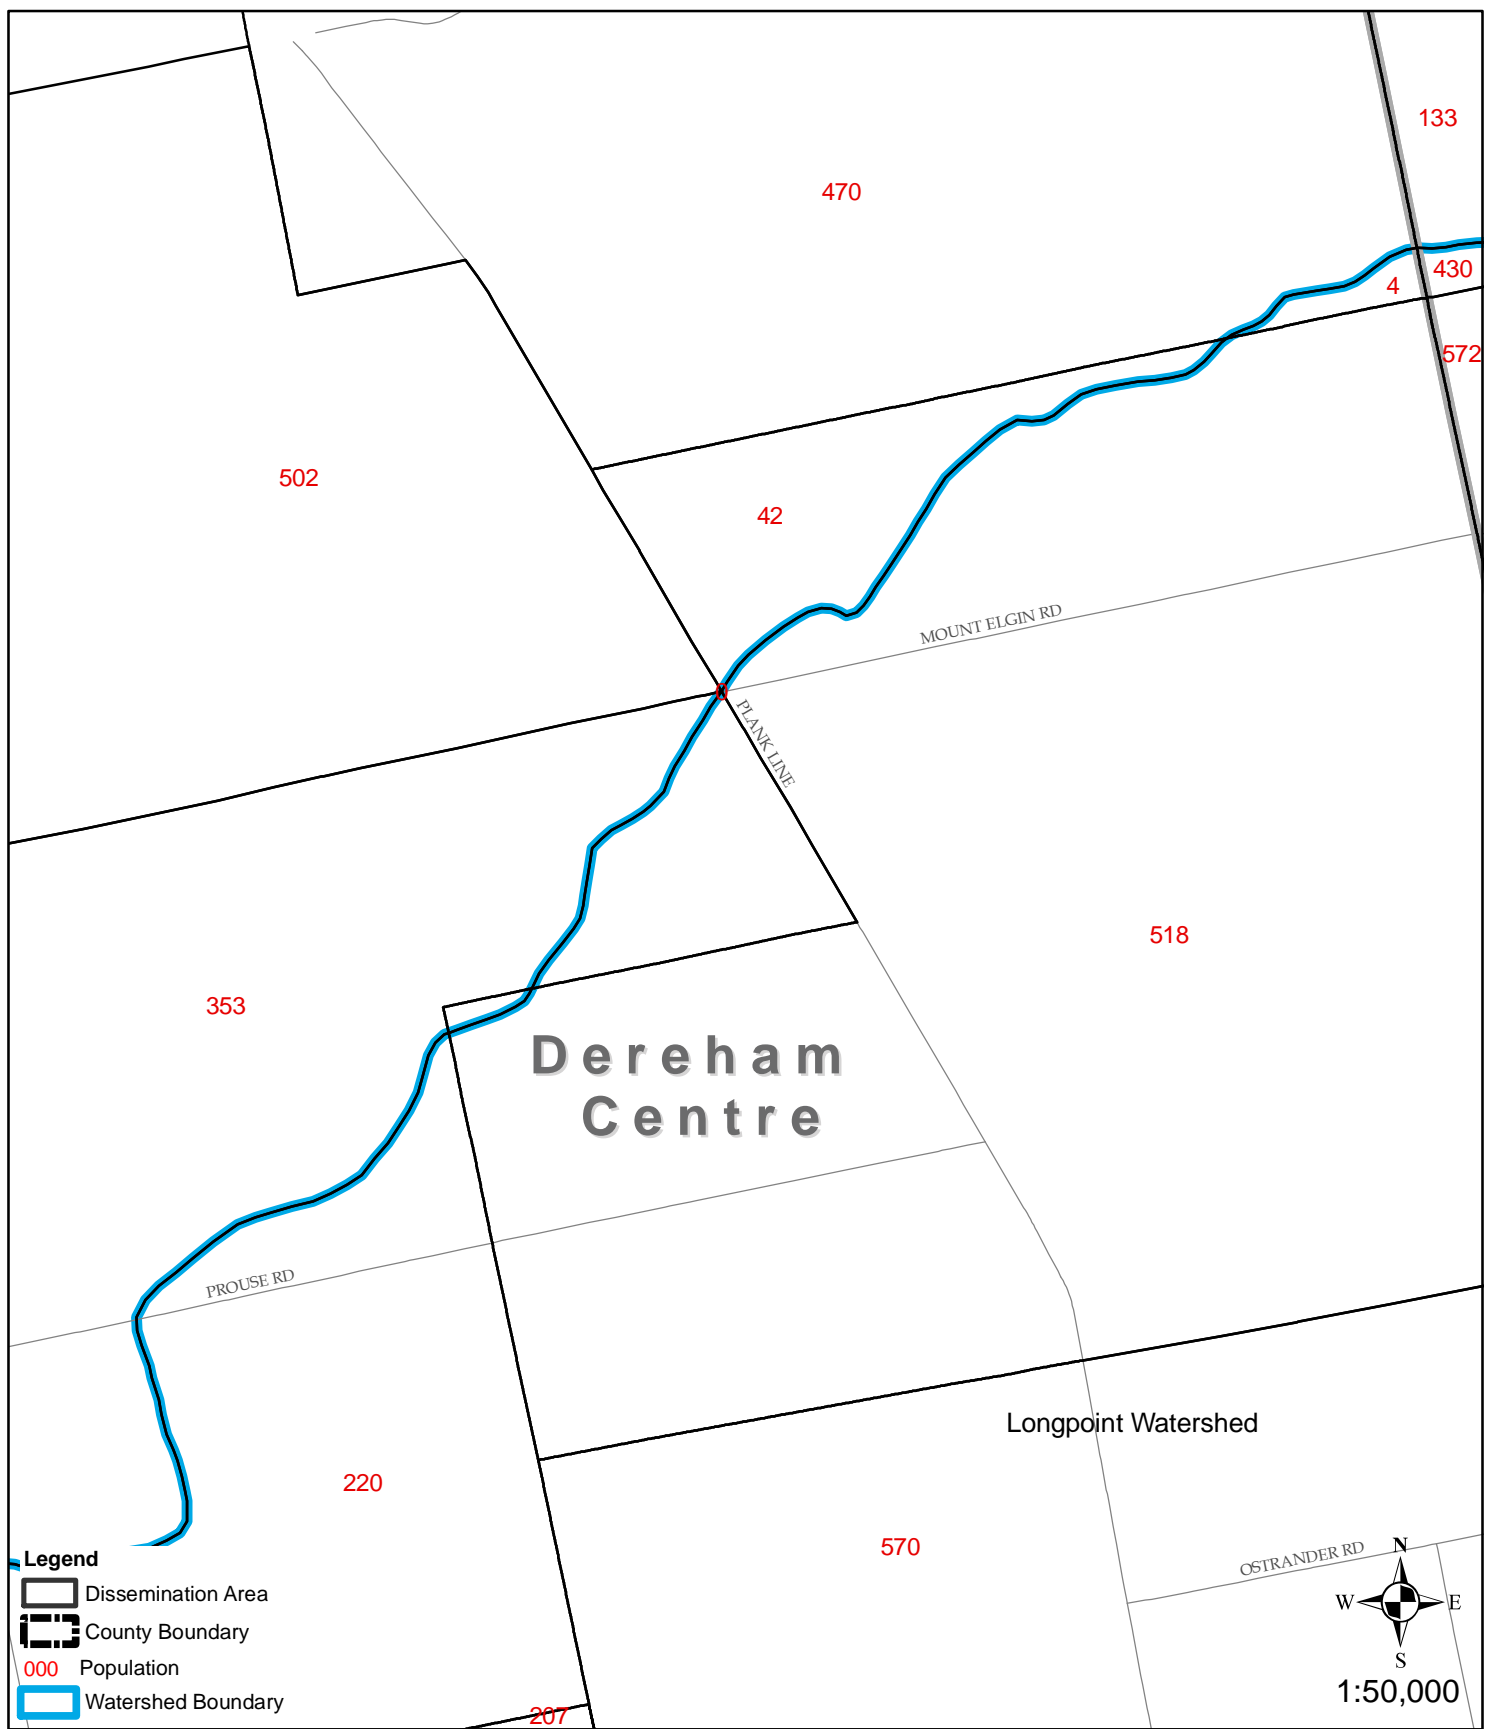 133
470
430
4
572
502
42
MOUNT ELGIN RD
0
PLANK LINE
518
353
Dereham
Centre
PROUSE RD
Longpoint Watershed
220
570
OSTRANDER RD
N
W
E
S
1:50,000
207
Legend
Dissemination Area
County Boundary
000 Population
Watershed Boundary